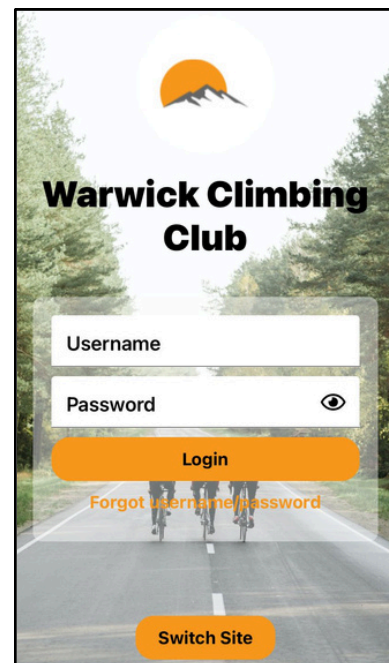 Warwick Climbing
Club
Username
Password
Login
Forgot username/password
Switch Site